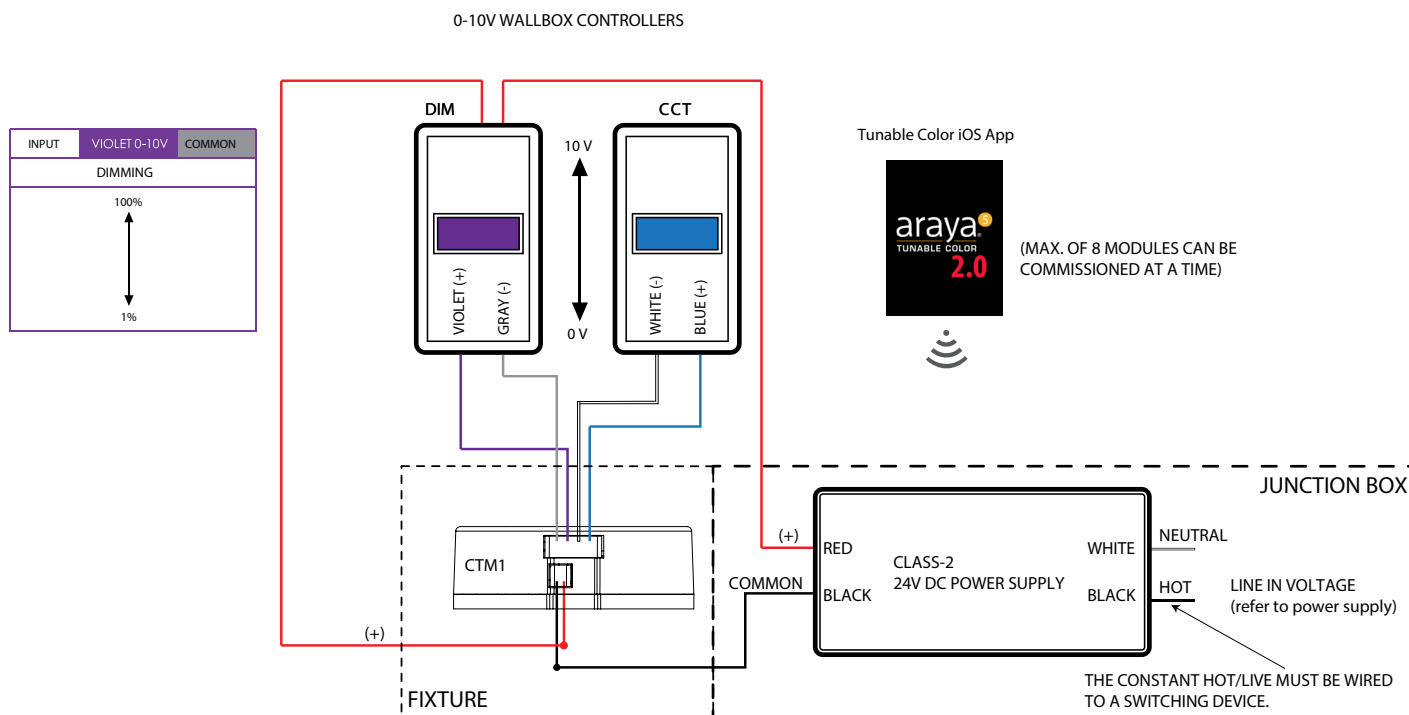 0-10V WALLBOX CONTROLLERS
DIM
CCT
INPUT
VIOLET 0-10V
COMMON
DIMMING
100%
1%
10 V
0 V
VIOLET (+)
GRAY (-)
WHITE (-)
BLUE (+)
Tunable Color iOS App
araya 5
TUNABLE COLOR
2.0
(MAX. OF 8 MODULES CAN BE
COMMISSIONED AT A TIME)
JUNCTION BOX
(+)
RED
WHITE
NEUTRAL
CLASS-2
24V DC POWER SUPPLY
COMMON
BLACK
BLACK
HOT
LINE IN VOLTAGE
(refer to power supply)
CTM1
(+)
FIXTURE
THE CONSTANT HOT/LIVE MUST BE WIRED
TO A SWITCHING DEVICE.